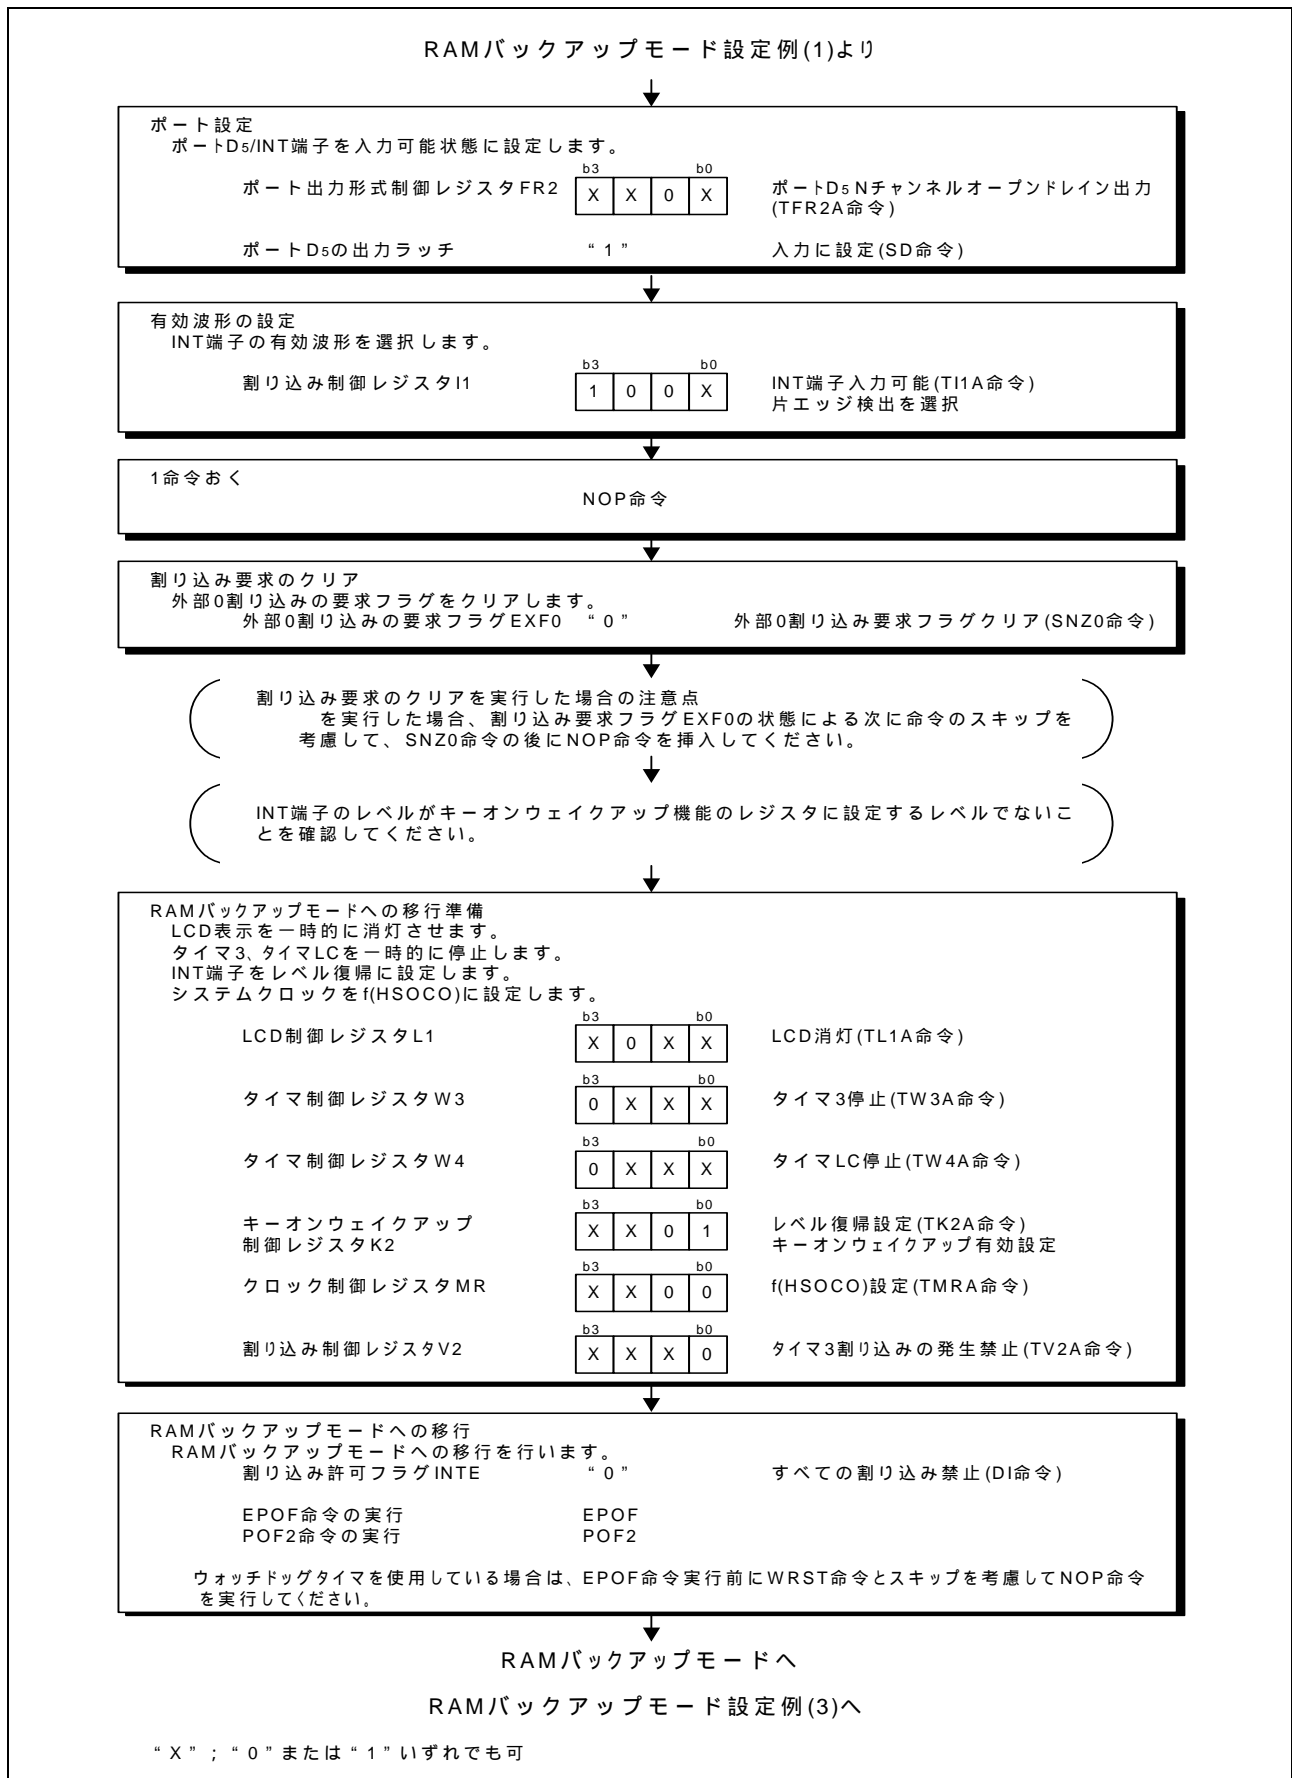 RAMバックアップモード設定例(1)より
ポート設定
ポートD5/INT端子を入力可能状態に設定します。
b3 b0
ポート出力形式制御レジスタFR2 X X 0 X ポートD5 Nチャンネルオープンドレイン出力
(TFR2A命令)
ポートD5の出力ラッチ “1” 入力に設定(SD命令)
有効波形の設定
INT端子の有効波形を選択します。
b3 b0
割り込み制御レジスタI1 1 0 0 X INT端子入力可能(TI1A命令)
片エッジ検出を選択
1命令おく
NOP命令
割り込み要求のクリア
外部0割り込みの要求フラグをクリアします。
外部0割り込みの要求フラグEXF0 “0” 外部0割り込み要求フラグクリア(SNZ0命令)
割り込み要求のクリアを実行した場合の注意点
を実行した場合、割り込み要求フラグEXF0の状態による次に命令のスキップを
考慮して、SNZ0命令の後にNOP命令を挿入してください。
INT端子のレベルがキーオンウェイクアップ機能のレジスタに設定するレベルでないこ
とを確認してください。
RAMバックアップモードへの移行準備
LCD表示を一時的に消灯させます。
タイマ3、タイマLCを一時的に停止します。
INT端子をレベル復帰に設定します。
システムクロックをf(HSOCO)に設定します。
b3 b0
LCD制御レジスタL1 X 0 X X LCD消灯(TL1A命令)
b3 b0
タイマ制御レジスタW3 0 X X X タイマ3停止(TW3A命令)
b3 b0
タイマ制御レジスタW4 0 X X X タイマLC停止(TW4A命令)
b3 b0
キーオンウェイクアップ X X 0 1 レベル復帰設定(TK2A命令)
制御レジスタK2 キーオンウェイクアップ有効設定
b3 b0
クロック制御レジスタMR X X 0 0 f(HSOCO)設定(TMRA命令)
b3 b0
割り込み制御レジスタV2 X X X 0 タイマ3割り込みの発生禁止(TV2A命令)
RAMバックアップモードへの移行
RAMバックアップモードへの移行を行います。
割り込み許可フラグINTE “0” すべての割り込み禁止(DI命令)
EPOF命令の実行 EPOF
POF2命令の実行 POF2
ウォッチドッグタイマを使用している場合は、EPOF命令実行前にWRST命令とスキップを考慮してNOP命令
を実行してください。
RAMバックアップモードへ
RAMバックアップモード設定例(3)へ
“X”；“0”または“1”いずれでも可